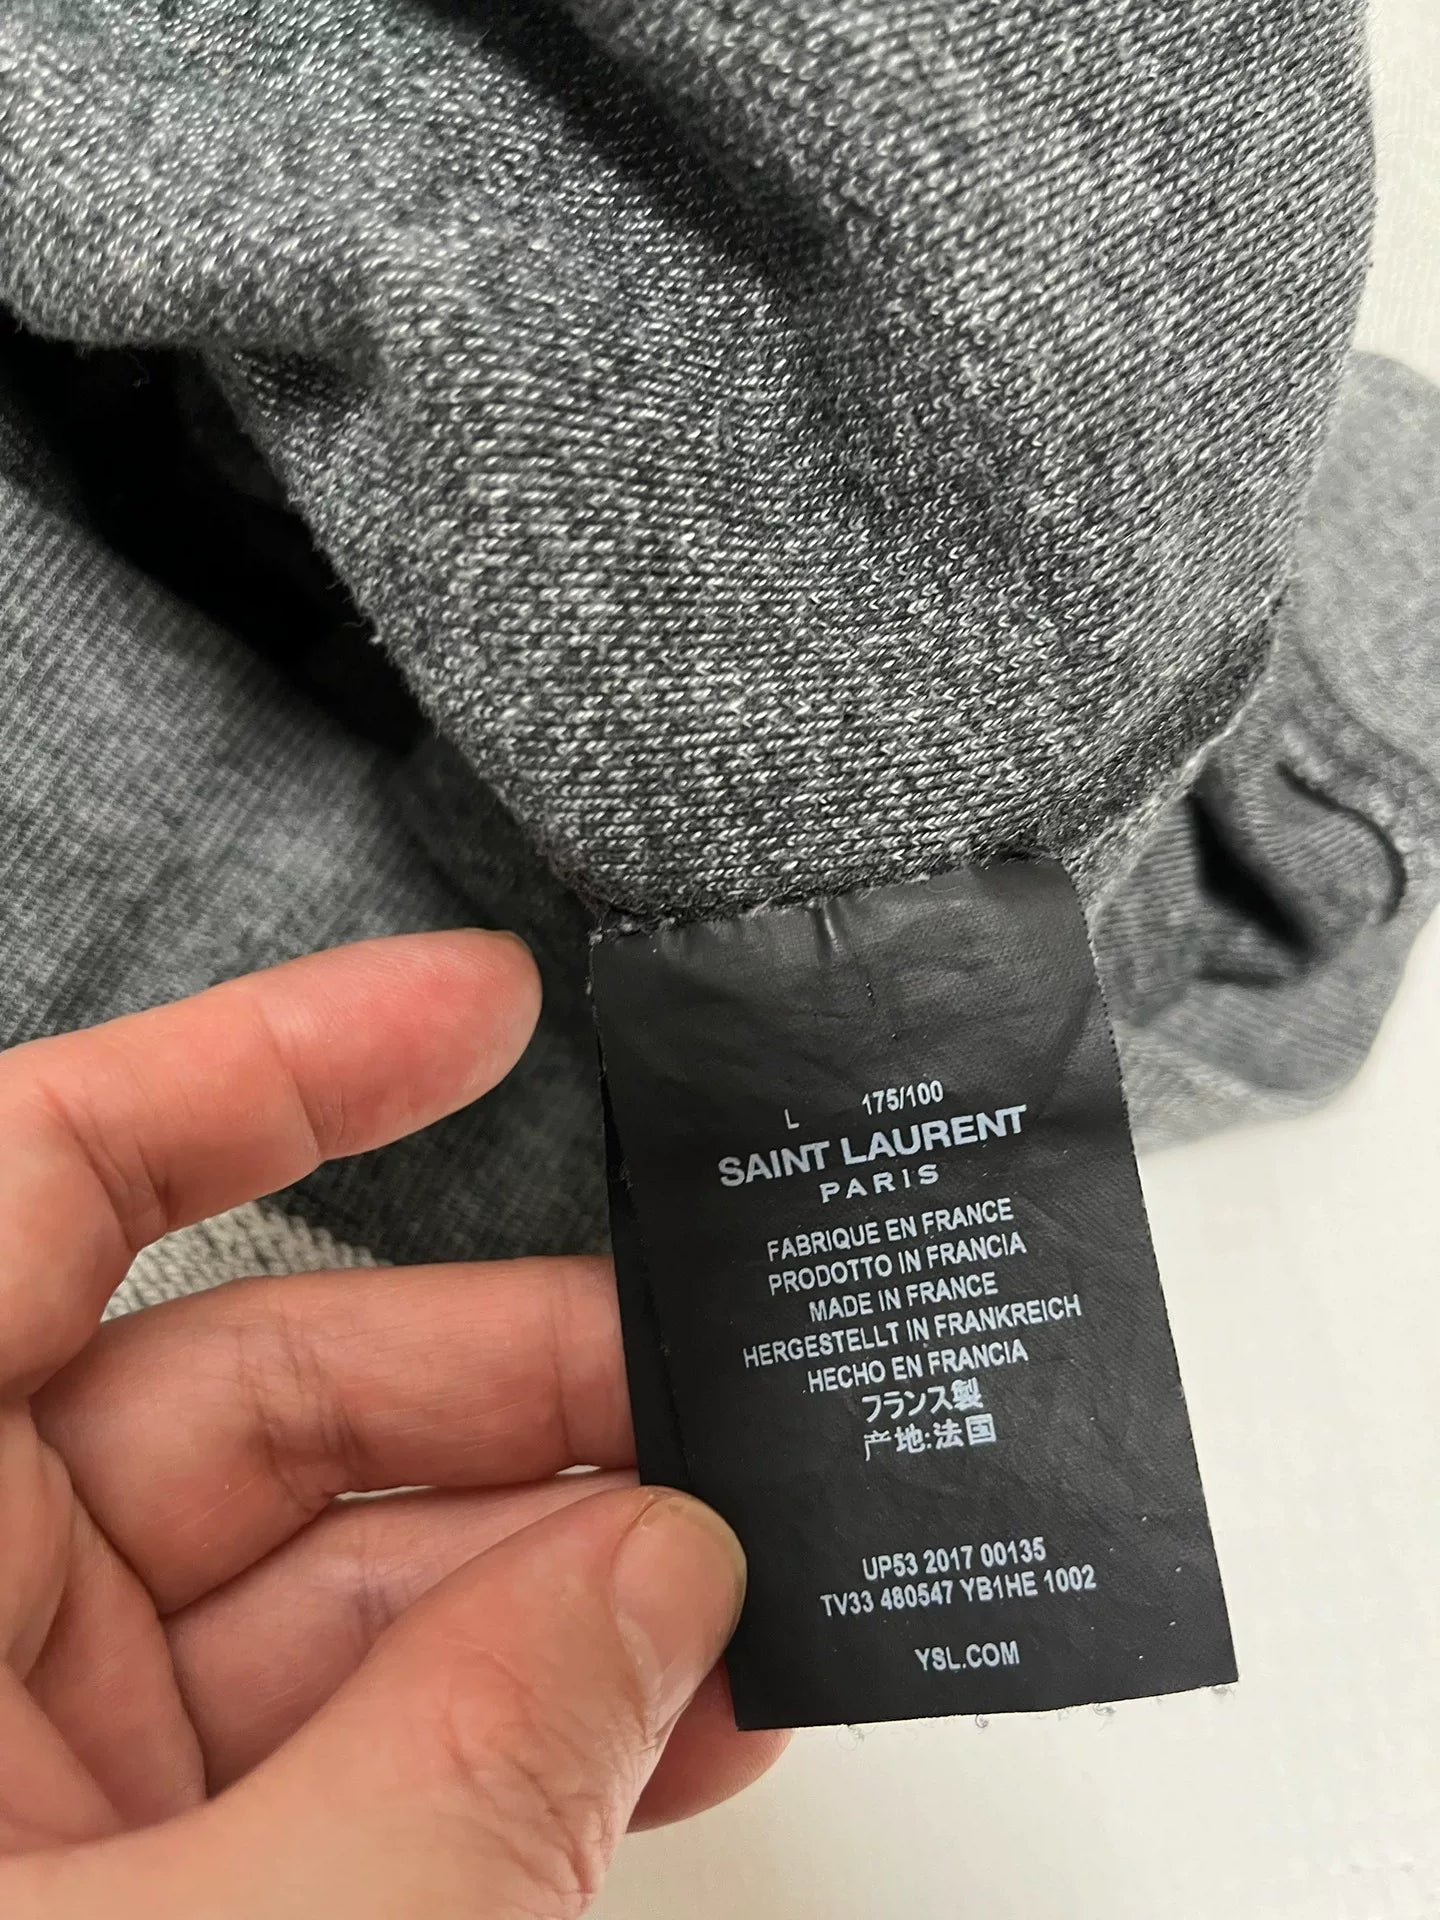 L 175/100
SAINT LAURENT
PARIS
FABRIQUE EN FRANCE
PRODOTTO IN FRANCIA
MADE IN FRANCE
HERGESTELLT IN FRANKREICH
HECHO EN FRANCIA
フランス製
产地:法国
UP53 2017 00135
TV33 480547 YB1HE 1002
YSL.COM